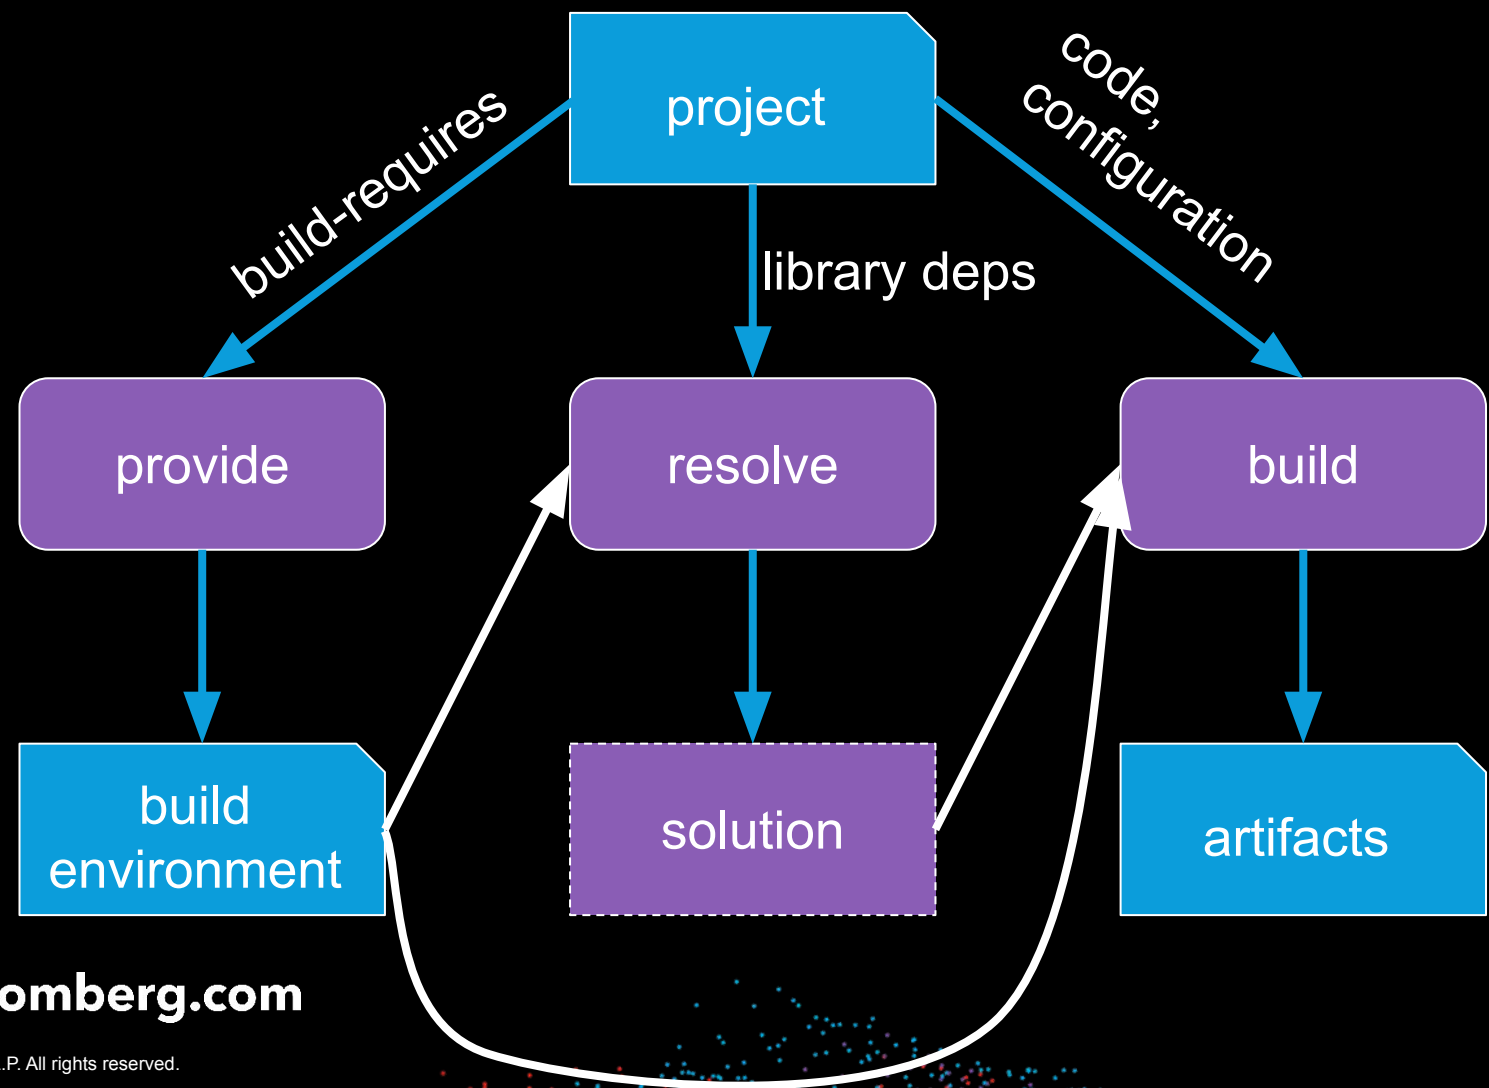 project
build-requires
code,
configuration
library deps
provide
resolve
build
build
environment
solution
artifacts
omberg.com
.P. All rights reserved.